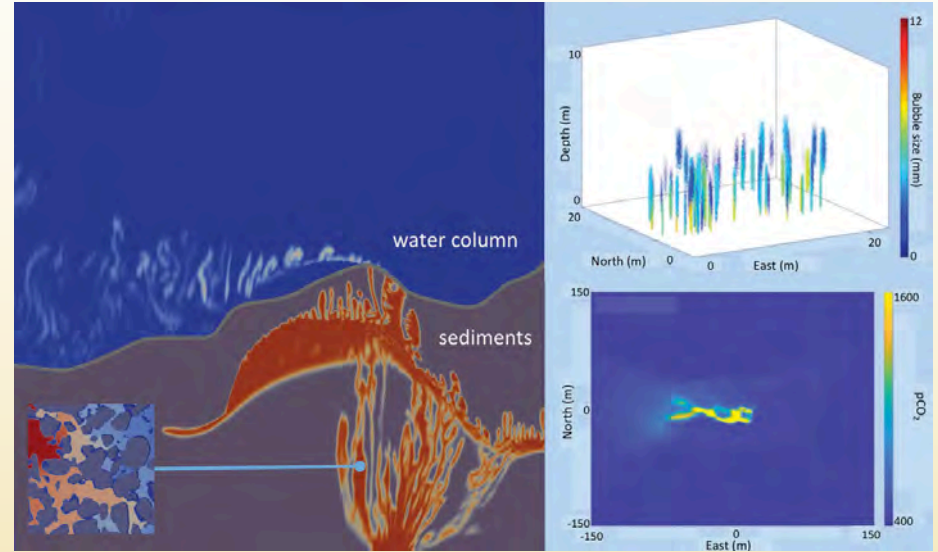 water column
sediments
10
Depth (m)
0
20
North (m)
0
0
East (m)
20
12
Bubble size (mm)
0
150
North (m)
0
-150
-150
0
150
East (m)
1600
pCO₂
400